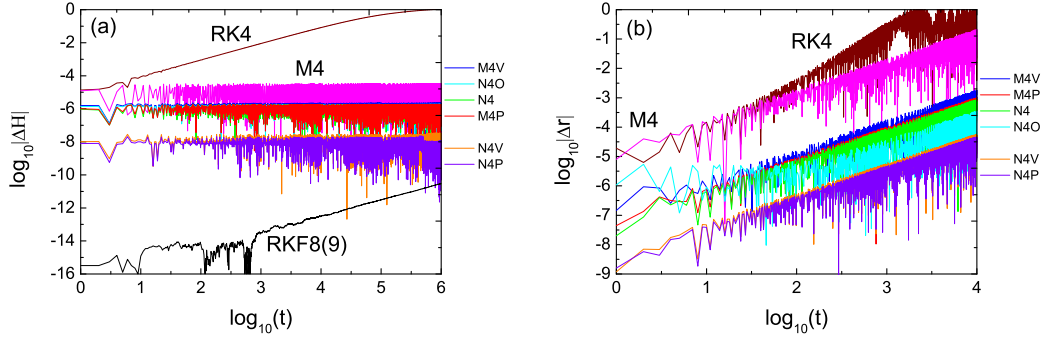 (a)
RK4
M4
RKF8(9)
0
-2
-4
-6
-8
-10
-12
-14
-16
log10|ΔH|
0 1 2 3 4 5 6
log10(t)
M4V
N4O
N4
M4P
N4V
N4P
(b)
RK4
M4
0
-1
-2
-3
-4
-5
-6
-7
-8
-9
log10|Δr|
0 1 2 3 4
log10(t)
M4V
M4P
N4
N4O
N4V
N4P